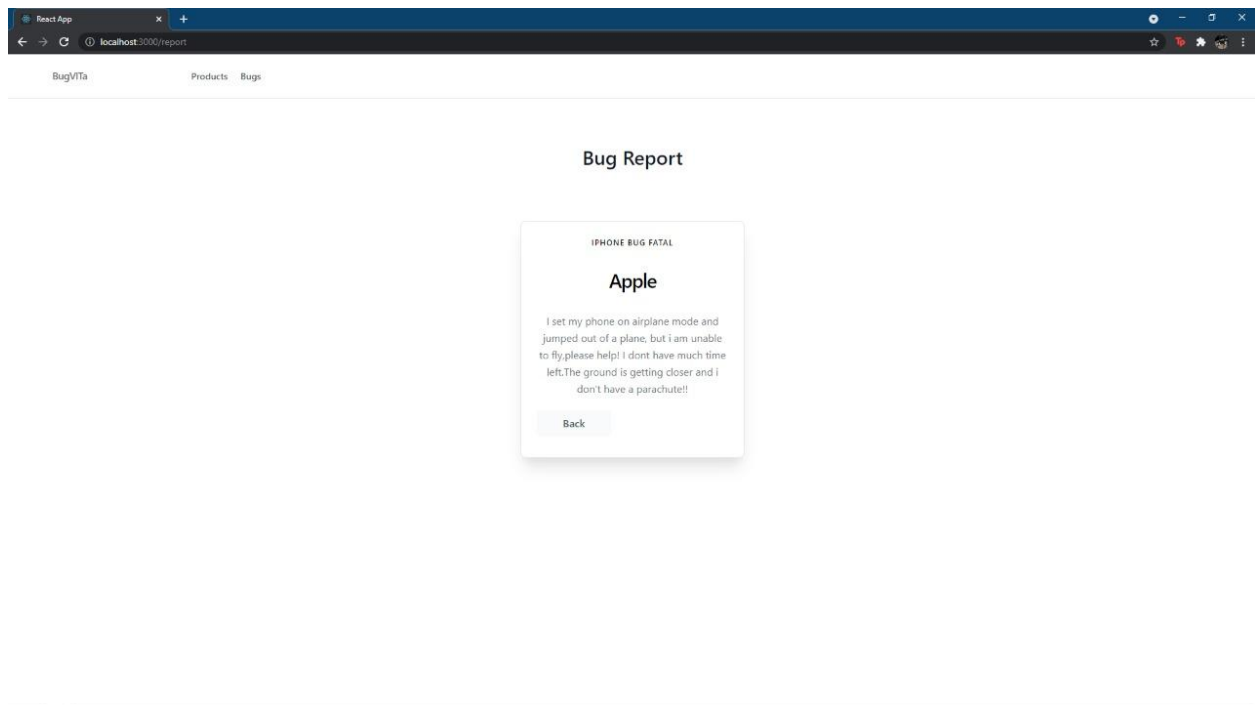 React App
localhost:3000/report
BugVITa Products Bugs
Bug Report
IPHONE BUG FATAL
Apple
I set my phone on airplane mode and
jumped out of a plane, but i am unable
to fly,please help! I dont have much time
left.The ground is getting closer and i
don't have a parachute!!
Back